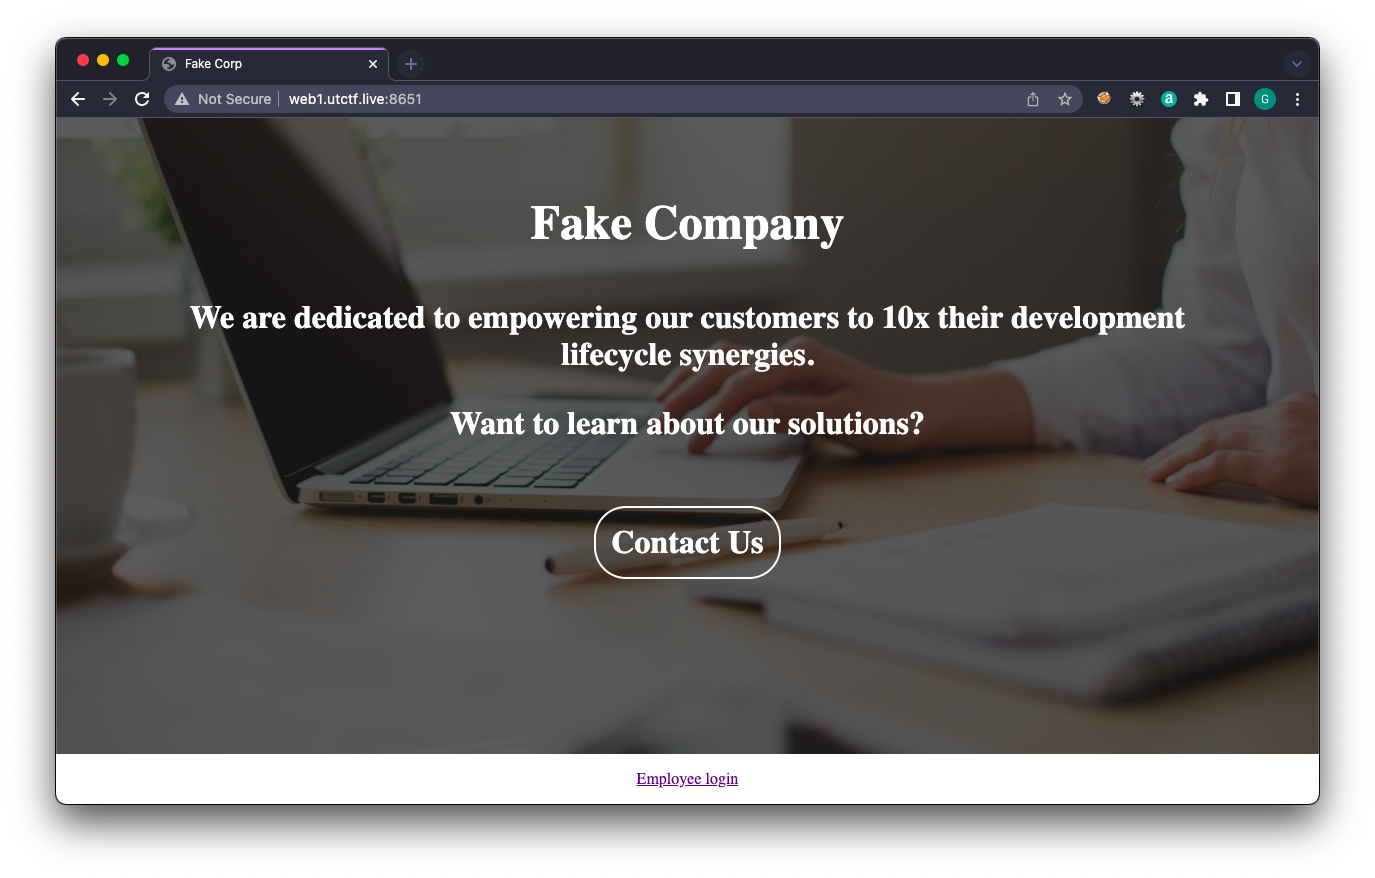 Fake Corp
Not Secure | web1.utctf.live:8651
G
Fake Company
We are dedicated to empowering our customers to 10x their development
lifecycle synergies.
Want to learn about our solutions?
Contact Us
Employee login